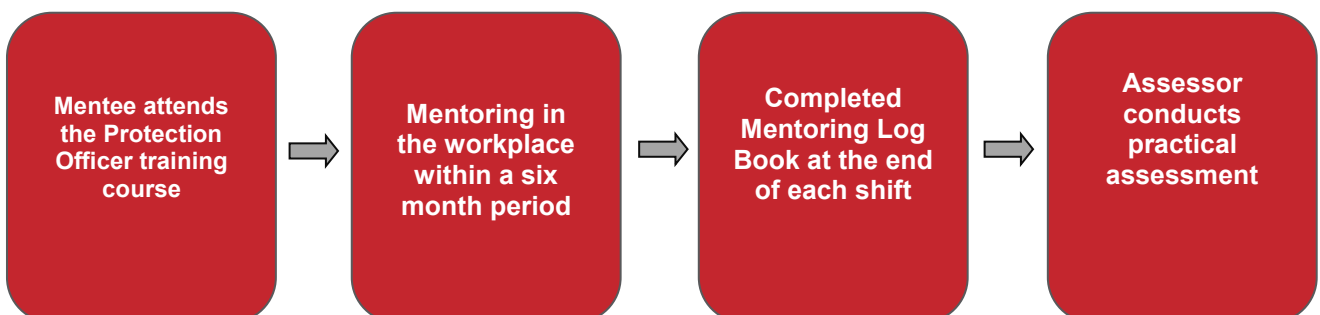 Mentee attends
the Protection
Officer training
course
Mentoring in
the workplace
within a six
month period
Completed
Mentoring Log
Book at the end
of each shift
Assessor
conducts
practical
assessment